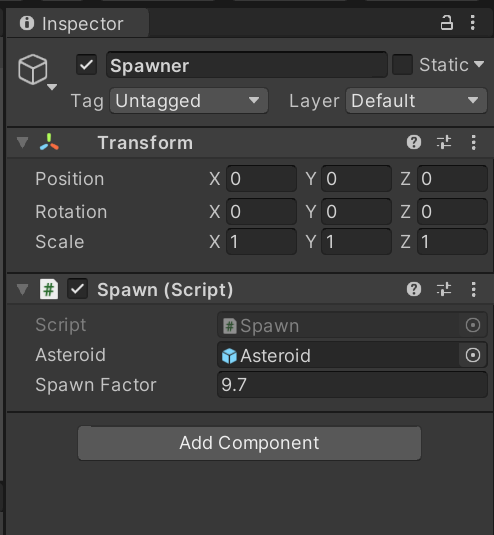 Inspector
Spawner Static
Tag Untagged Layer Default
Transform
Position X 0 Y 0 Z 0
Rotation X 0 Y 0 Z 0
Scale X 1 Y 1 Z 1
# Spawn (Script)
Script # Spawn
Asteroid Asteroid
Spawn Factor 9.7
Add Component